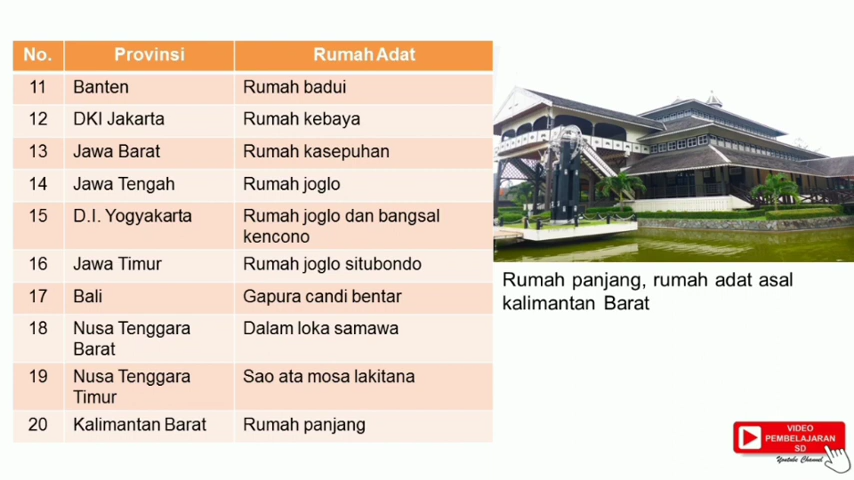 No. Provinsi Rumah Adat
11 Banten Rumah badui
12 DKI Jakarta Rumah kebaya
13 Jawa Barat Rumah kasepuhan
14 Jawa Tengah Rumah joglo
15 D.I. Yogyakarta Rumah joglo dan bangsal
kencono
16 Jawa Timur Rumah joglo situbondo
17 Bali Gapura candi bentar
18 Nusa Tenggara Dalam loka samawa
Barat
19 Nusa Tenggara Sao ata mosa lakitana
Timur
20 Kalimantan Barat Rumah panjang
Rumah panjang, rumah adat asal
kalimantan Barat
VIDEO
PEMBELAJARAN
SD
Youtube Channel